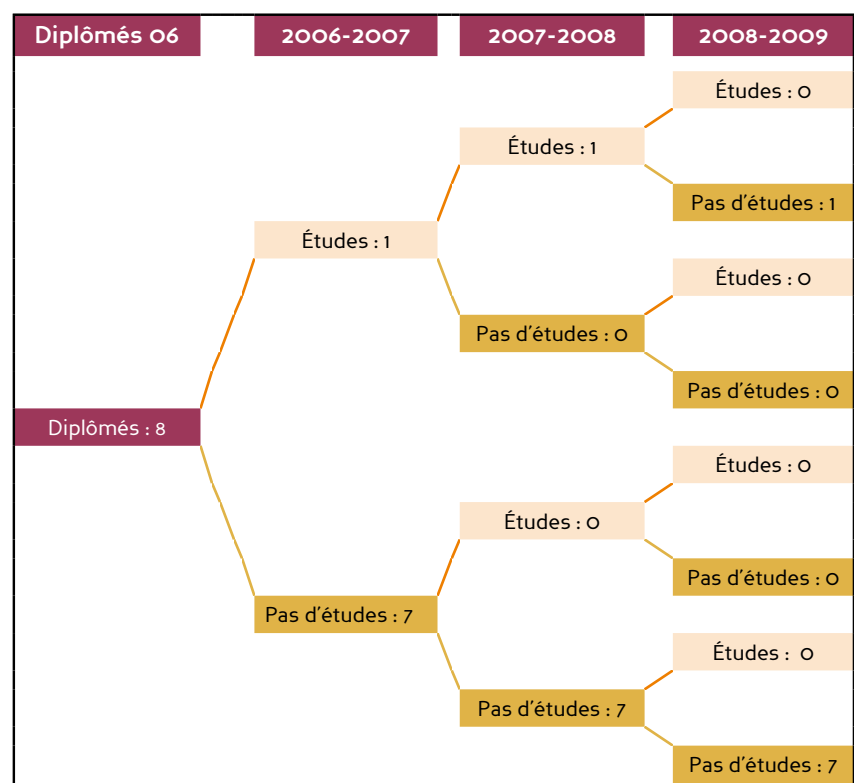 Diplômés 06 2006-2007 2007-2008 2008-2009
Études : 0
Études : 1
Pas d'études : 1
Études : 1
Études : 0
Pas d'études : 0
Pas d'études : 0
Diplômés : 8
Études : 0
Études : 0
Pas d'études : 0
Pas d'études : 7
Études : 0
Pas d'études : 7
Pas d'études : 7